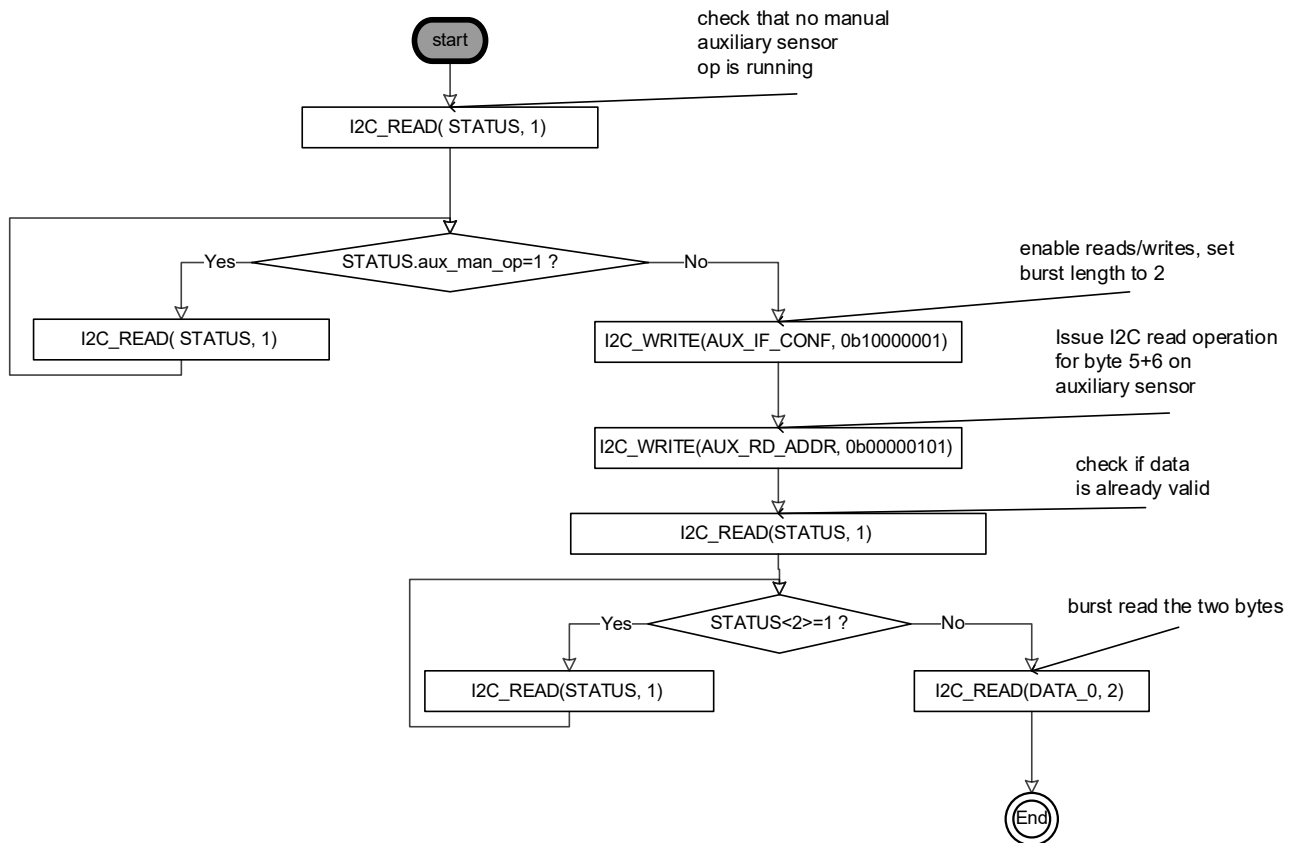 check that no manual
auxiliary sensor
op is running
start
I2C_READ( STATUS, 1)
STATUS.aux_man_op=1 ?
Yes
No
I2C_READ( STATUS, 1)
enable reads/writes, set
burst length to 2
I2C_WRITE(AUX_IF_CONF, 0b10000001)
Issue I2C read operation
for byte 5+6 on
auxiliary sensor
I2C_WRITE(AUX_RD_ADDR, 0b00000101)
check if data
is already valid
I2C_READ(STATUS, 1)
STATUS<2>=1 ?
Yes
No
I2C_READ(STATUS, 1)
burst read the two bytes
I2C_READ(DATA_0, 2)
End